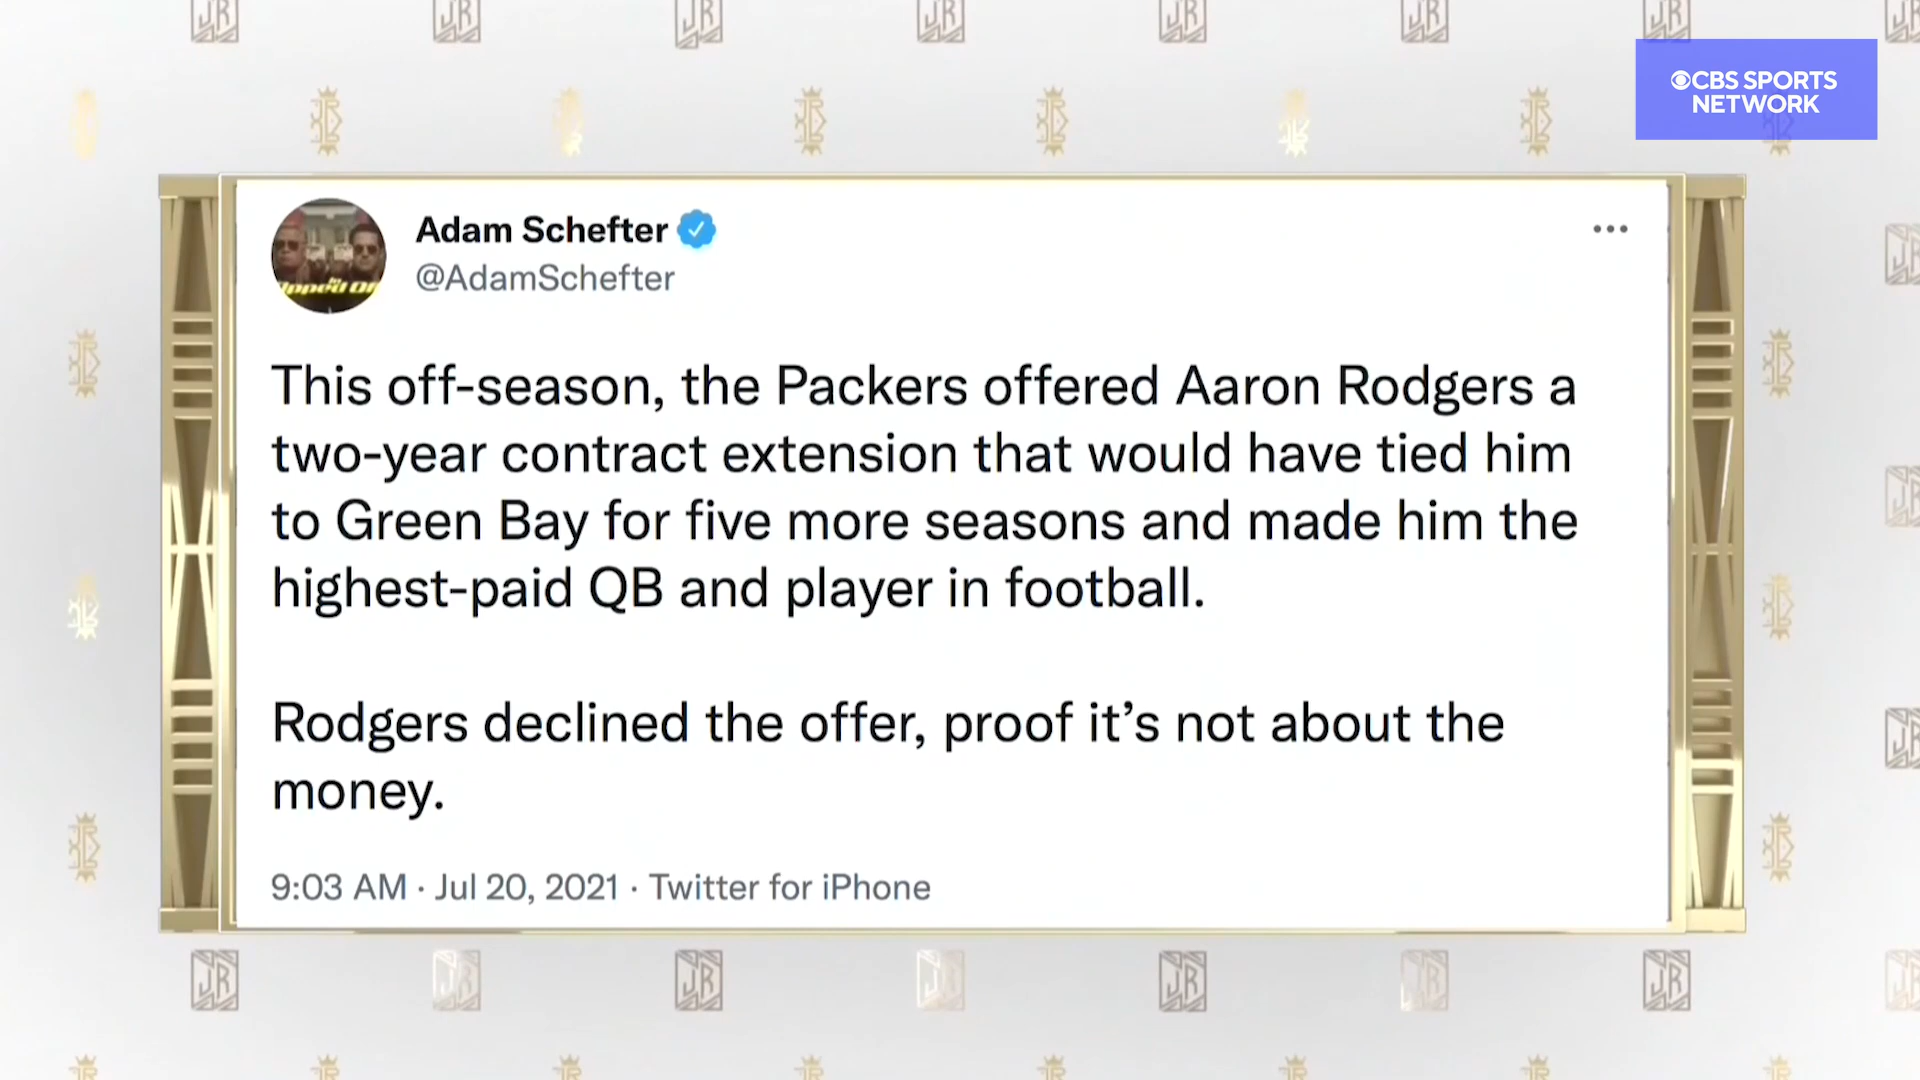 CBS SPORTS
NETWORK
Adam Schefter
@AdamSchefter
This off-season, the Packers offered Aaron Rodgers a
two-year contract extension that would have tied him
to Green Bay for five more seasons and made him the
highest-paid QB and player in football.
Rodgers declined the offer, proof it’s not about the
money.
9:03 AM · Jul 20, 2021 · Twitter for iPhone